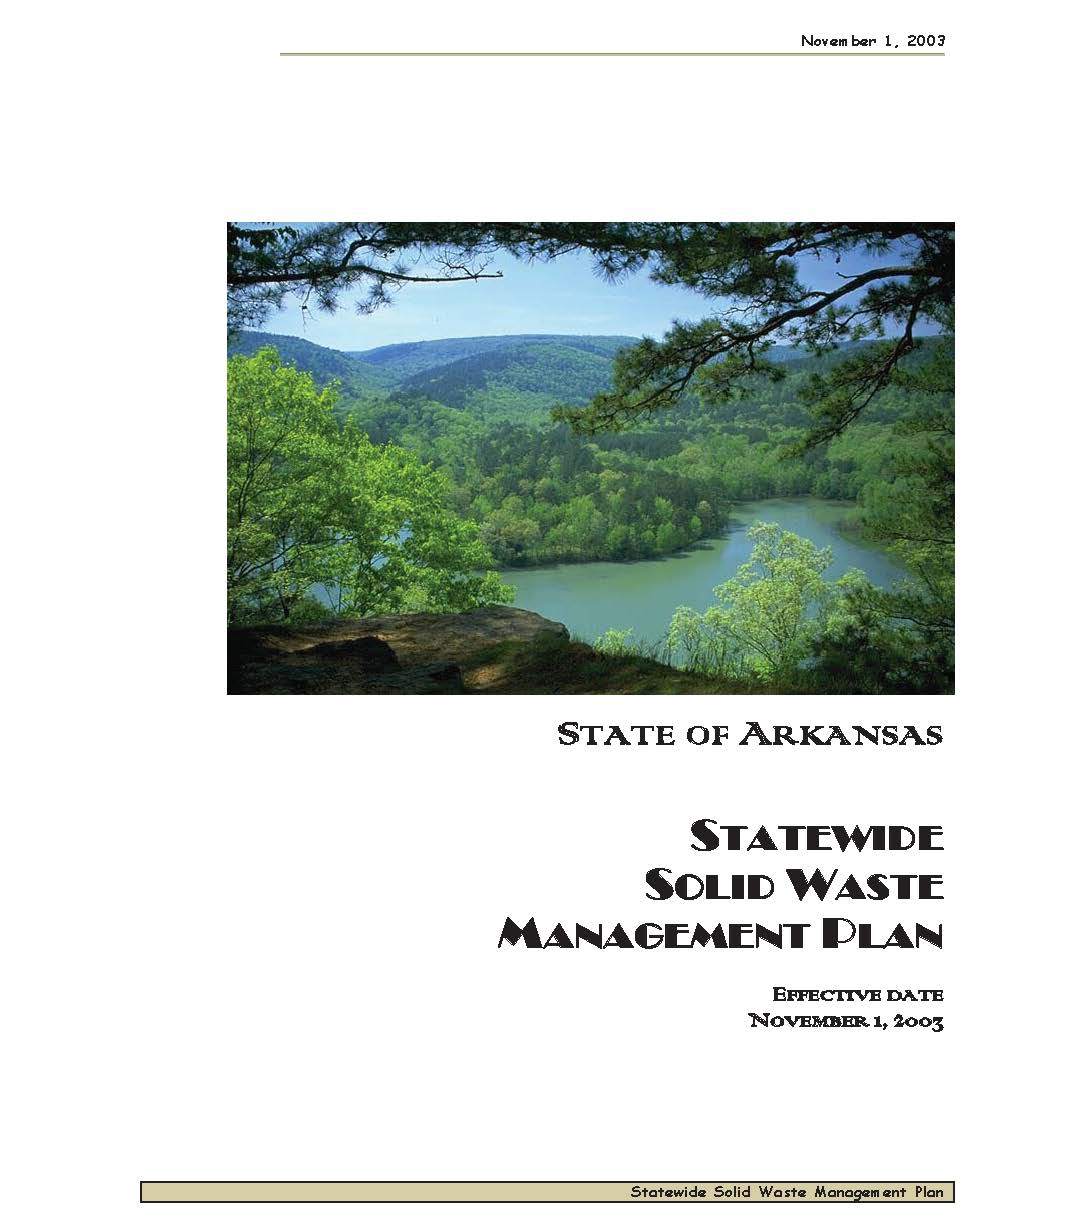 November 1, 2003
STATE OF ARKANSAS
STATEWIDE
SOLID WASTE
MANAGEMENT PLAN
EFFECTIVE DATE
NOVEMBER 1, 2003
Statewide Solid Waste Management Plan